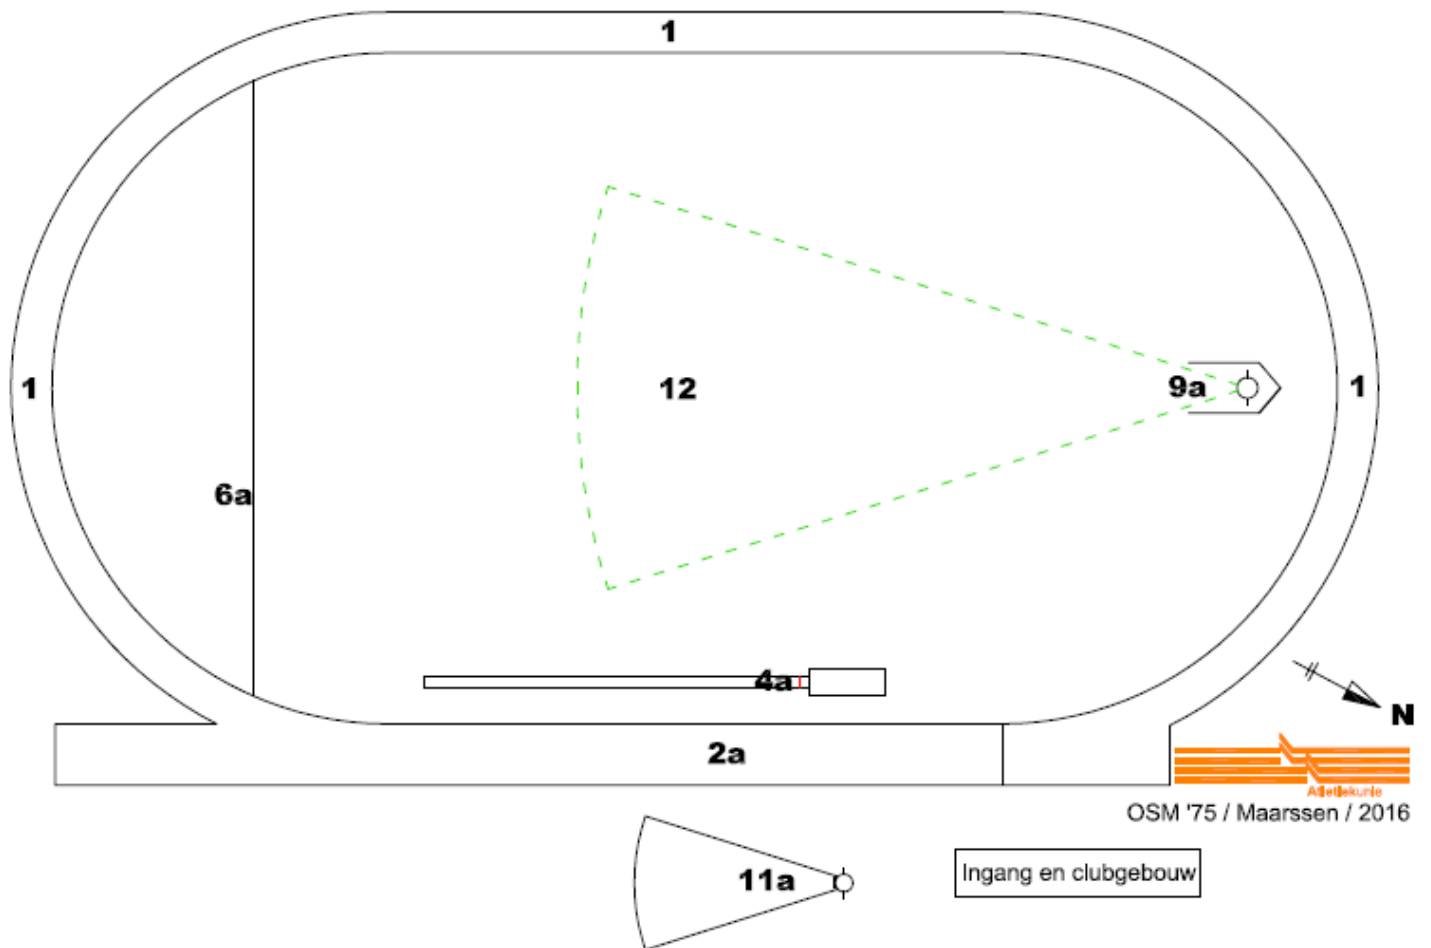 1
1
12
9a
1
6a
4a
N
2a
Atletiekunie
OSM '75 / Maarssen / 2016
11a
Ingang en clubgebouw